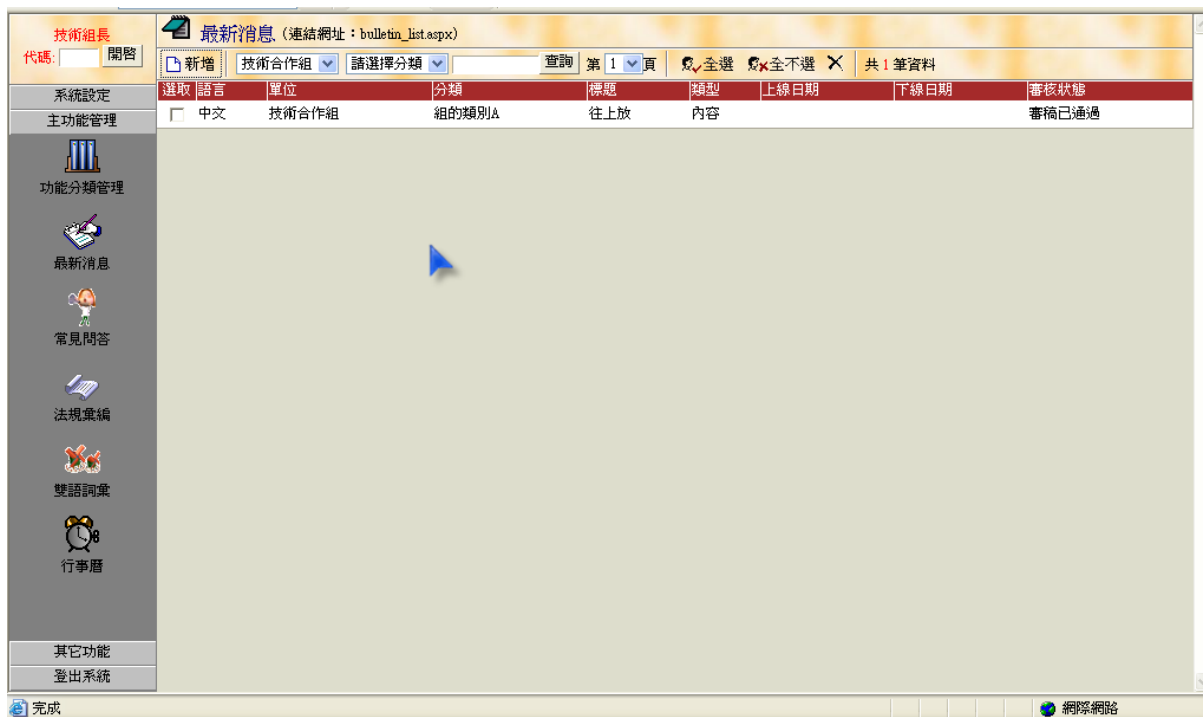 技術組長
代碼: 開啓
系統設定
主功能管理
功能分類管理
最新消息
常見問答
法規彙編
雙語詞彙
行事曆
其它功能
登出系統
最新消息 (連結網址：bulletin_list.aspx)
新增 技術合作組 請選擇分類 查詢 第 1 頁 全選 全不選 共 1 筆資料
選取 語言 單位 分類 標題 類型 上線日期 下線日期 審核狀態
中文 技術合作組 組的類別A 往上放 內容 審稿已通過
完成 網際網路